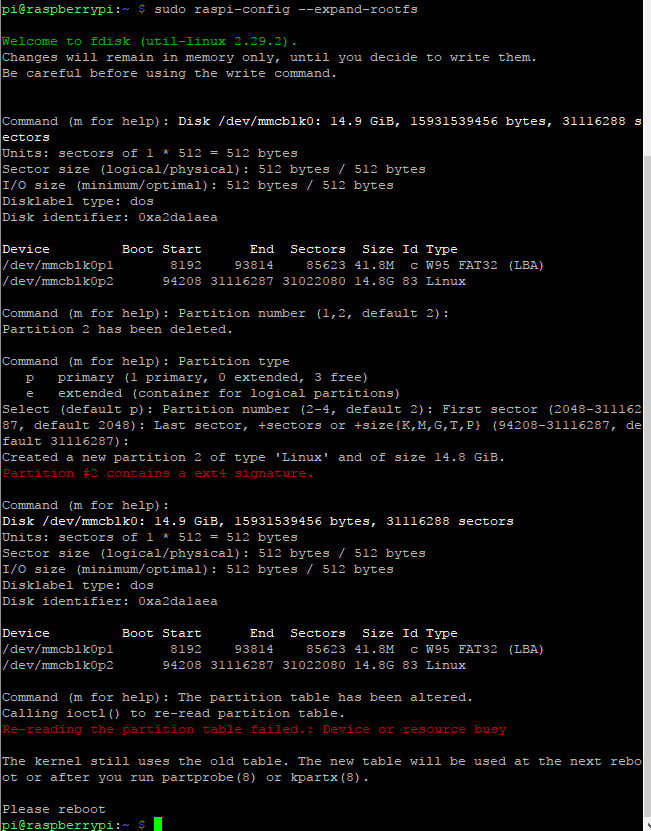 pi@raspberrypi:~ $ sudo raspi-config --expand-rootfs
Welcome to fdisk (util-linux 2.29.2).
Changes will remain in memory only, until you decide to write them.
Be careful before using the write command.
Command (m for help): Disk /dev/mmcblk0: 14.9 GiB, 15931539456 bytes, 31116288 s
ectors
Units: sectors of 1 * 512 = 512 bytes
Sector size (logical/physical): 512 bytes / 512 bytes
I/O size (minimum/optimal): 512 bytes / 512 bytes
Disklabel type: dos
Disk identifier: 0xa2da1aea
Device         Boot Start      End  Sectors  Size Id Type
/dev/mmcblk0p1       8192    93814    85623 41.8M  c W95 FAT32 (LBA)
/dev/mmcblk0p2      94208 31116287 31022080 14.8G 83 Linux
Command (m for help): Partition number (1,2, default 2):
Partition 2 has been deleted.
Command (m for help): Partition type
   p   primary (1 primary, 0 extended, 3 free)
   e   extended (container for logical partitions)
Select (default p): Partition number (2-4, default 2): First sector (2048-311162
87, default 2048): Last sector, +sectors or +size{K,M,G,T,P} (94208-31116287, de
fault 31116287):
Created a new partition 2 of type 'Linux' and of size 14.8 GiB.
Partition #2 contains a ext4 signature.
Command (m for help):
Disk /dev/mmcblk0: 14.9 GiB, 15931539456 bytes, 31116288 sectors
Units: sectors of 1 * 512 = 512 bytes
Sector size (logical/physical): 512 bytes / 512 bytes
I/O size (minimum/optimal): 512 bytes / 512 bytes
Disklabel type: dos
Disk identifier: 0xa2da1aea
Device         Boot Start      End  Sectors  Size Id Type
/dev/mmcblk0p1       8192    93814    85623 41.8M  c W95 FAT32 (LBA)
/dev/mmcblk0p2      94208 31116287 31022080 14.8G 83 Linux
Command (m for help): The partition table has been altered.
Calling ioctl() to re-read partition table.
Re-reading the partition table failed.: Device or resource busy
The kernel still uses the old table. The new table will be used at the next rebo
ot or after you run partprobe(8) or kpartx(8).
Please reboot
pi@raspberrypi:~ $